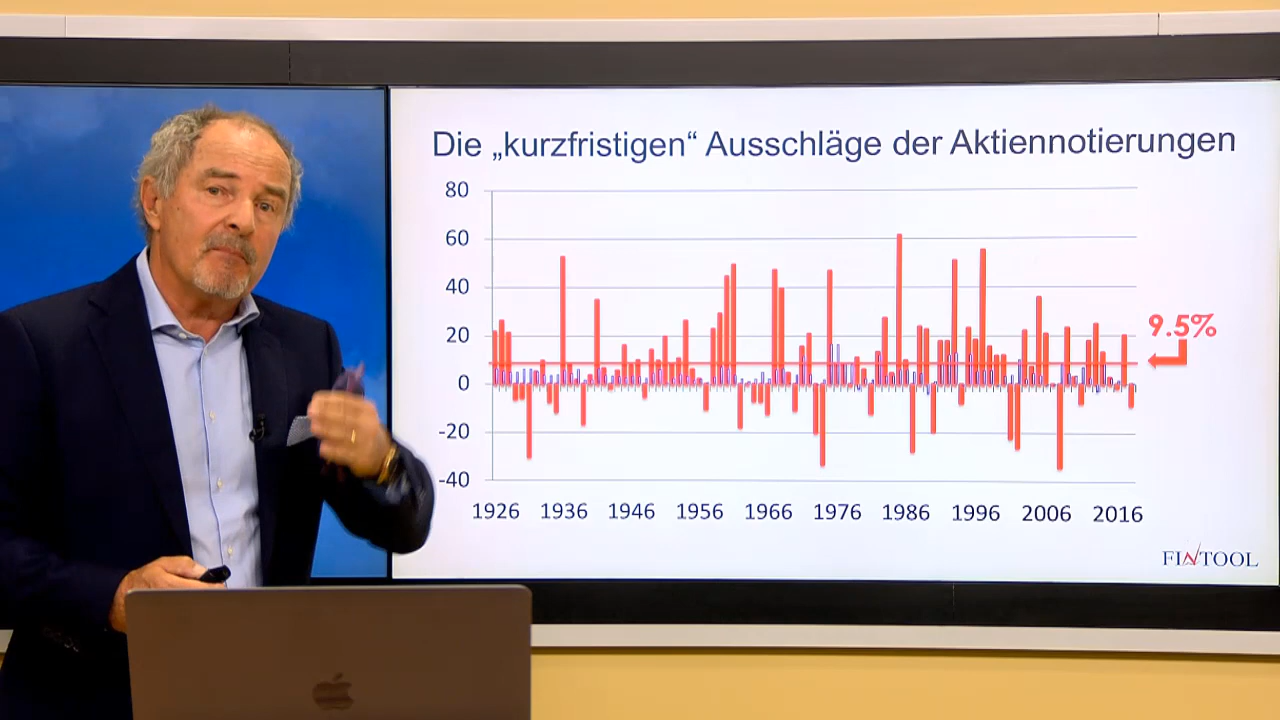 Die „kurzfristigen“ Ausschläge der Aktiennotierungen
80
60
40
20
0
-20
-40
9.5%
1926 1936 1946 1956 1966 1976 1986 1996 2006 2016
FINTOOL